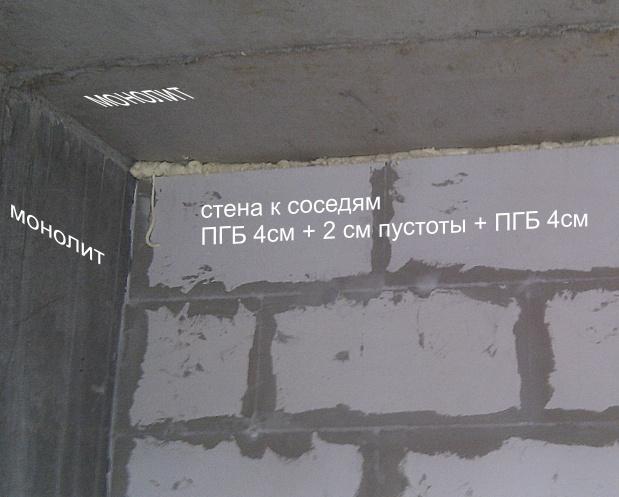 МОНОЛИТ
МОНОЛИТ
стена к соседям
ПГБ 4см + 2 см пустоты + ПГБ 4см